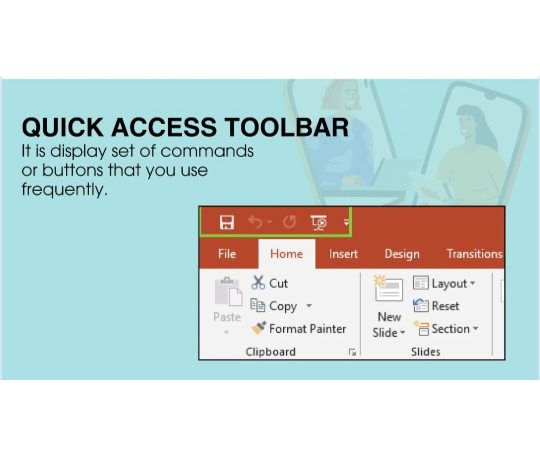 QUICK ACCESS TOOLBAR
It is display set of commands
or buttons that you use
frequently.
File Home Insert Design Transitions
Cut
Copy
Format Painter
Paste
Clipboard
New
Slide
Layout
Reset
Section
Slides